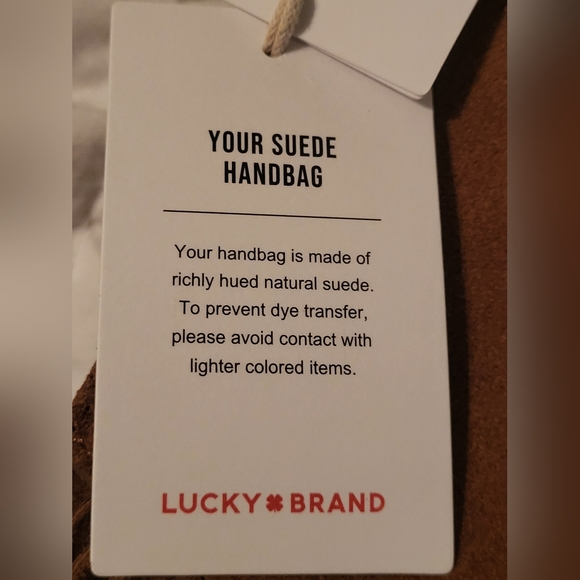 YOUR SUEDE
HANDBAG
Your handbag is made of
richly hued natural suede.
To prevent dye transfer,
please avoid contact with
lighter colored items.
LUCKY BRAND